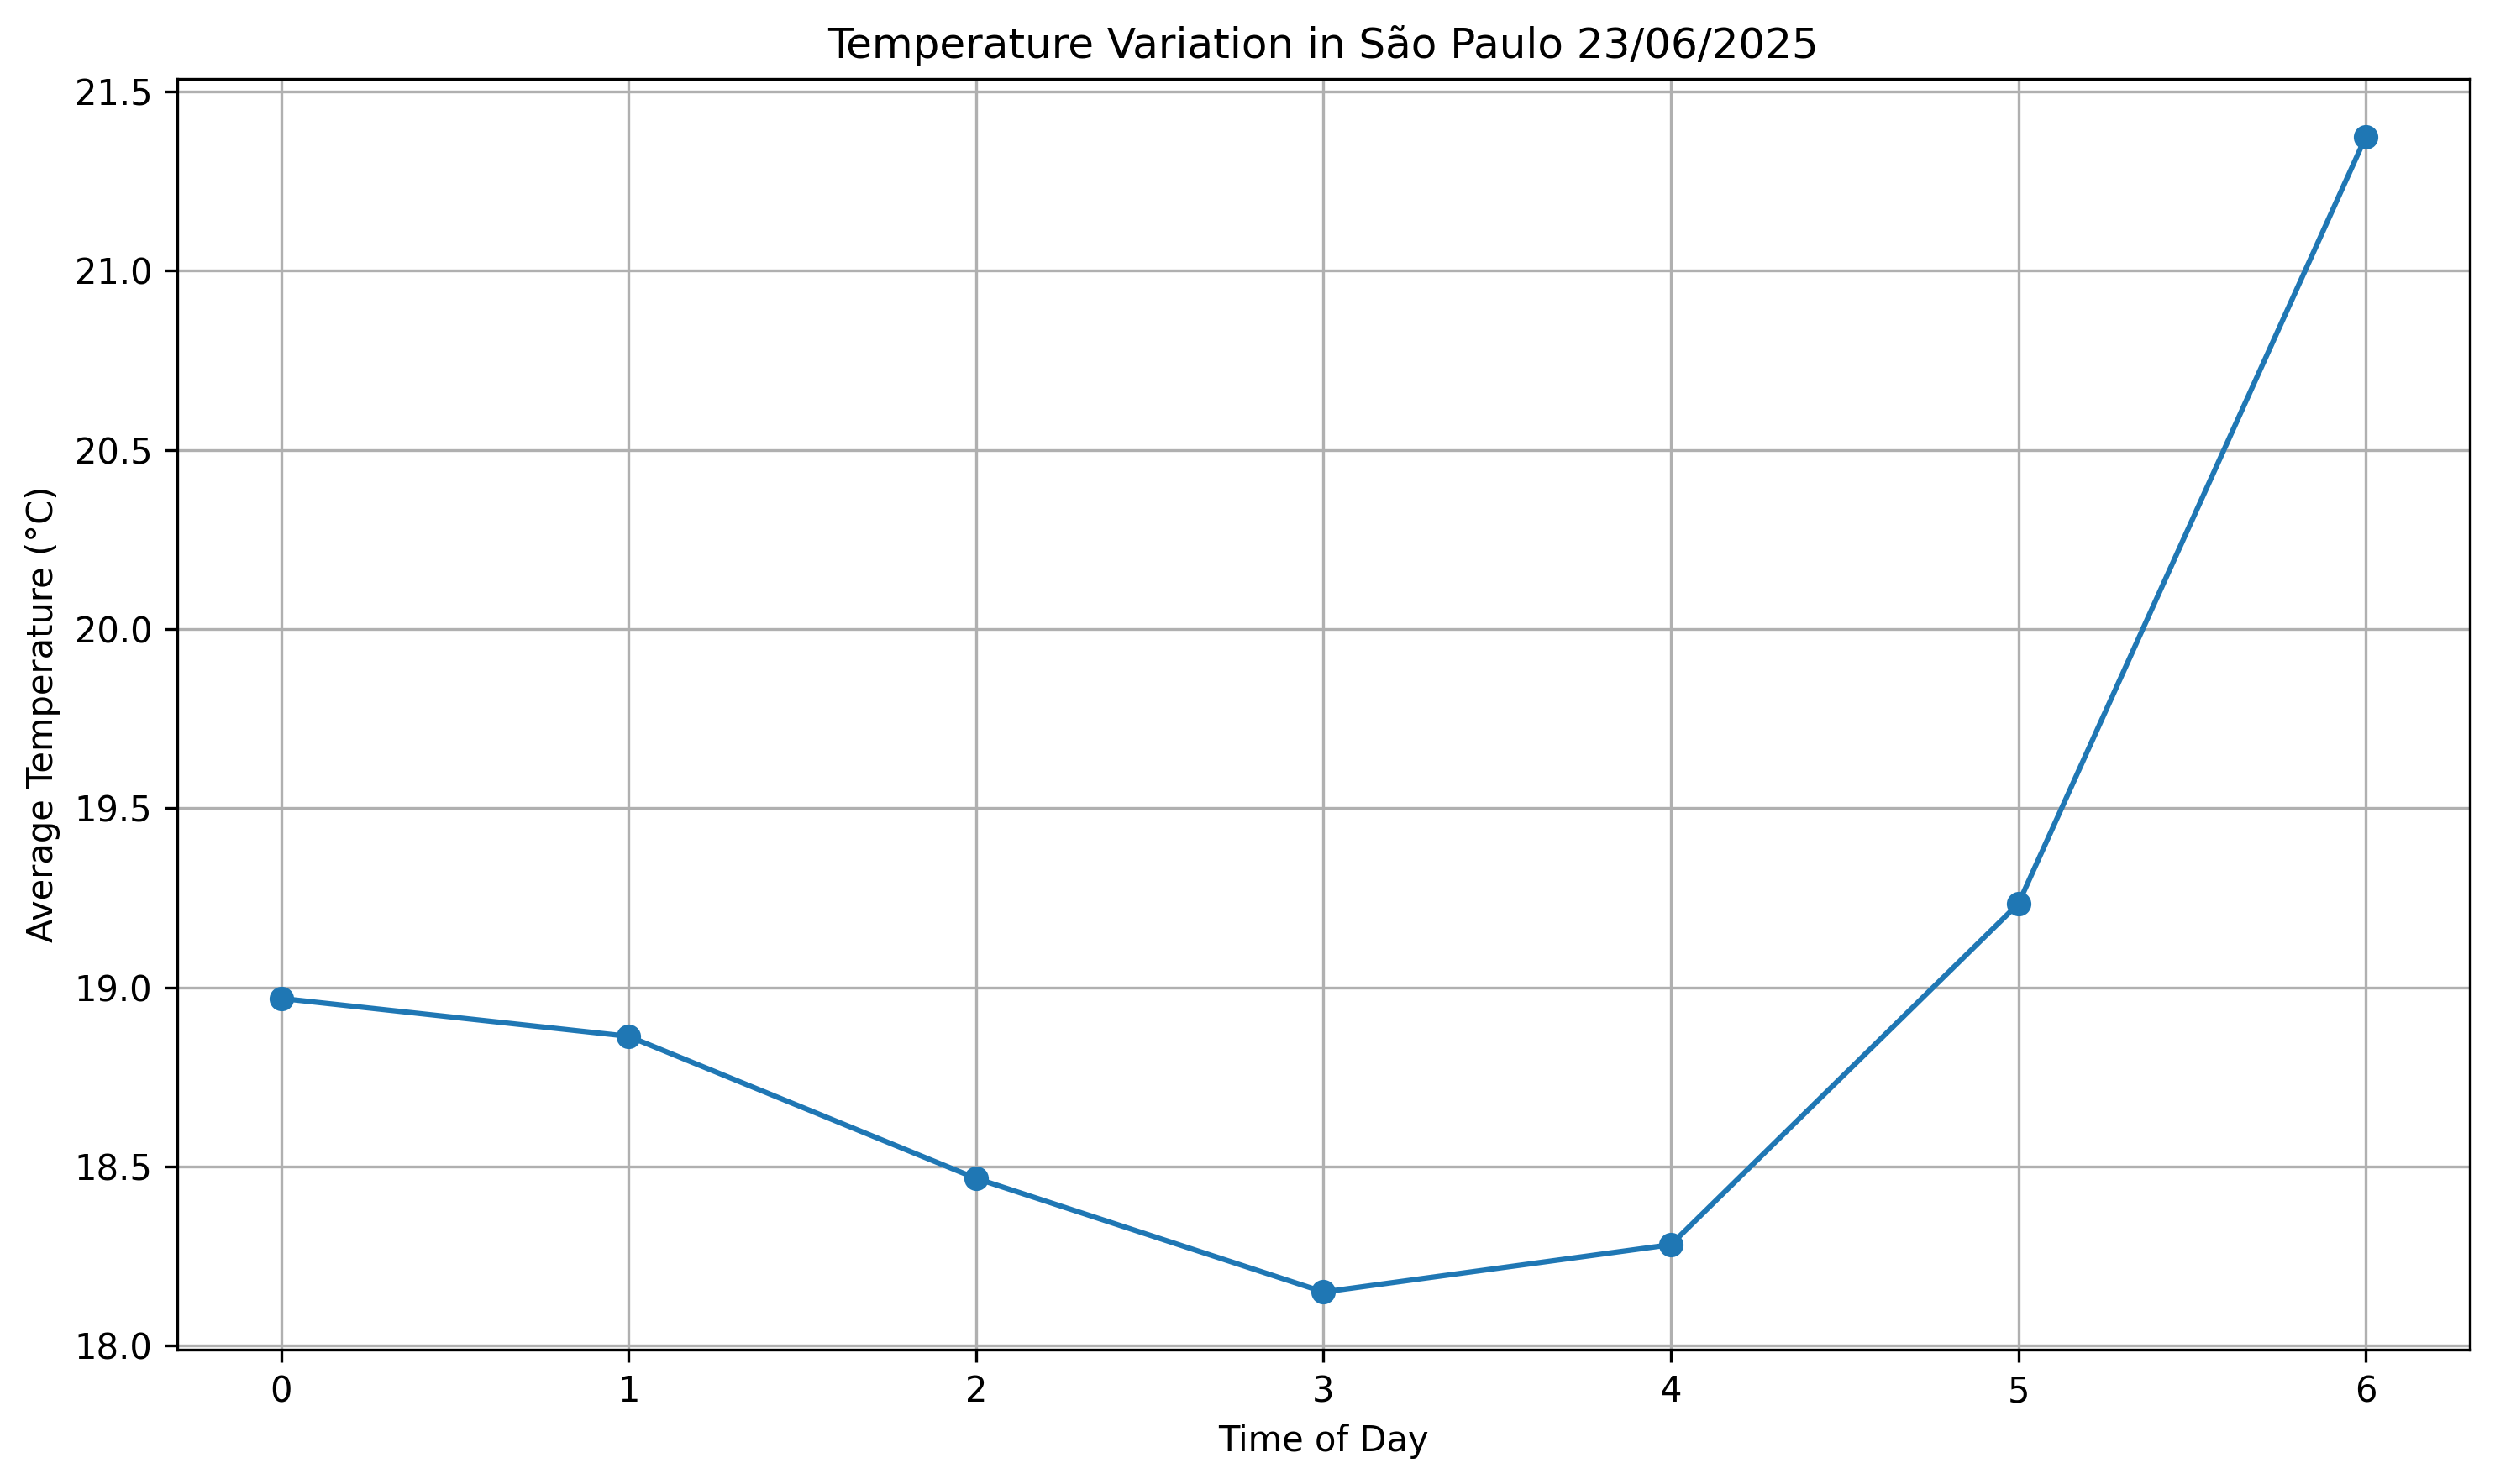 Temperature Variation in São Paulo 23/06/2025
21.5
21.0
20.5
20.0
19.5
19.0
18.5
18.0
Average Temperature (°C)
0 1 2 3 4 5 6
Time of Day